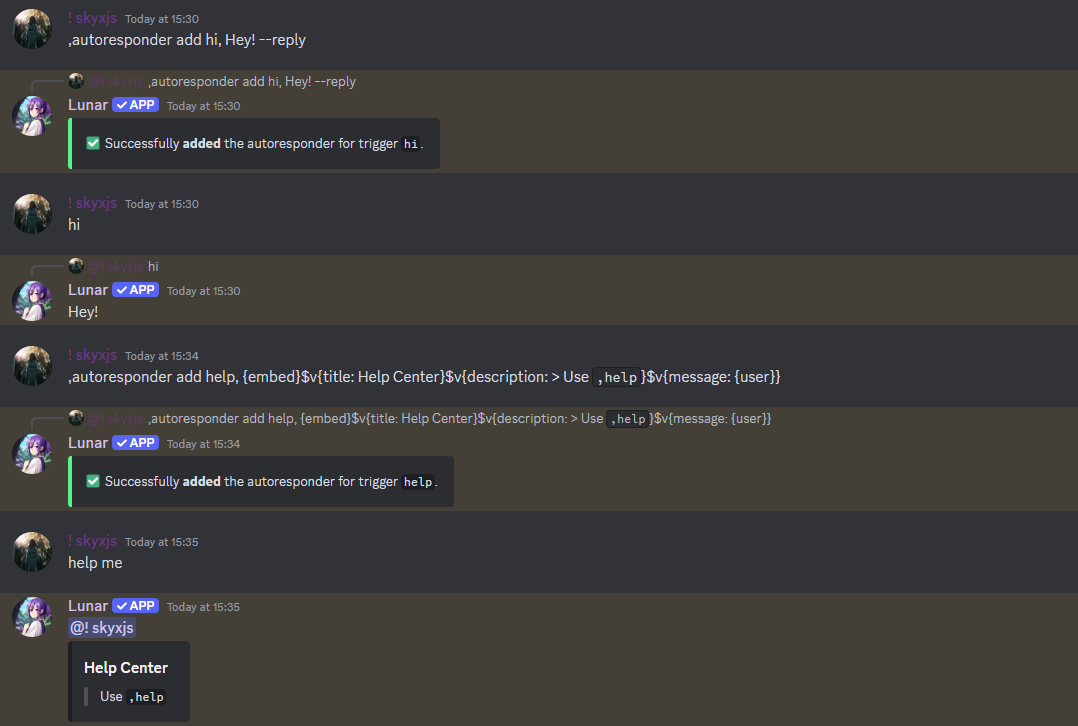 ! skyxjs Today at 15:30
,autoresponder add hi, Hey! --reply
@! skyxjs ,autoresponder add hi, Hey! --reply
Lunar ✓ APP Today at 15:30
✅ Successfully added the autoresponder for trigger hi.
! skyxjs Today at 15:30
hi
@! skyxjs hi
Lunar ✓ APP Today at 15:30
Hey!
! skyxjs Today at 15:34
,autoresponder add help, {embed}$v{title: Help Center}$v{description: > Use ,help}$v{message: {user}}
@! skyxjs ,autoresponder add help, {embed}$v{title: Help Center}$v{description: > Use ,help}$v{message: {user}}
Lunar ✓ APP Today at 15:34
✅ Successfully added the autoresponder for trigger help.
! skyxjs Today at 15:35
help me
Lunar ✓ APP Today at 15:35
@! skyxjs
Help Center
Use ,help